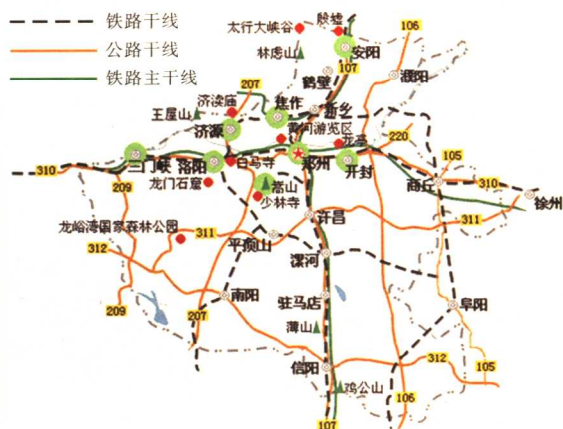 铁路干线
公路干线
铁路主干线
太行大峡谷
殷墟
106
林虑山
安阳
107
鹤壁
濮阳
207
济渎庙
焦作
新乡
王屋山
济源
黄河游览区
龙亭
220
310
三门峡
洛阳
白马寺
郑州
开封
105
209
龙门石窟
嵩山
少林寺
商丘
310
徐州
许昌
311
龙峪湾国家森林公园
311
平顶山
312
漯河
南阳
驻马店
阜阳
209
207
薄山
信阳
312
105
鸡公山
106
107